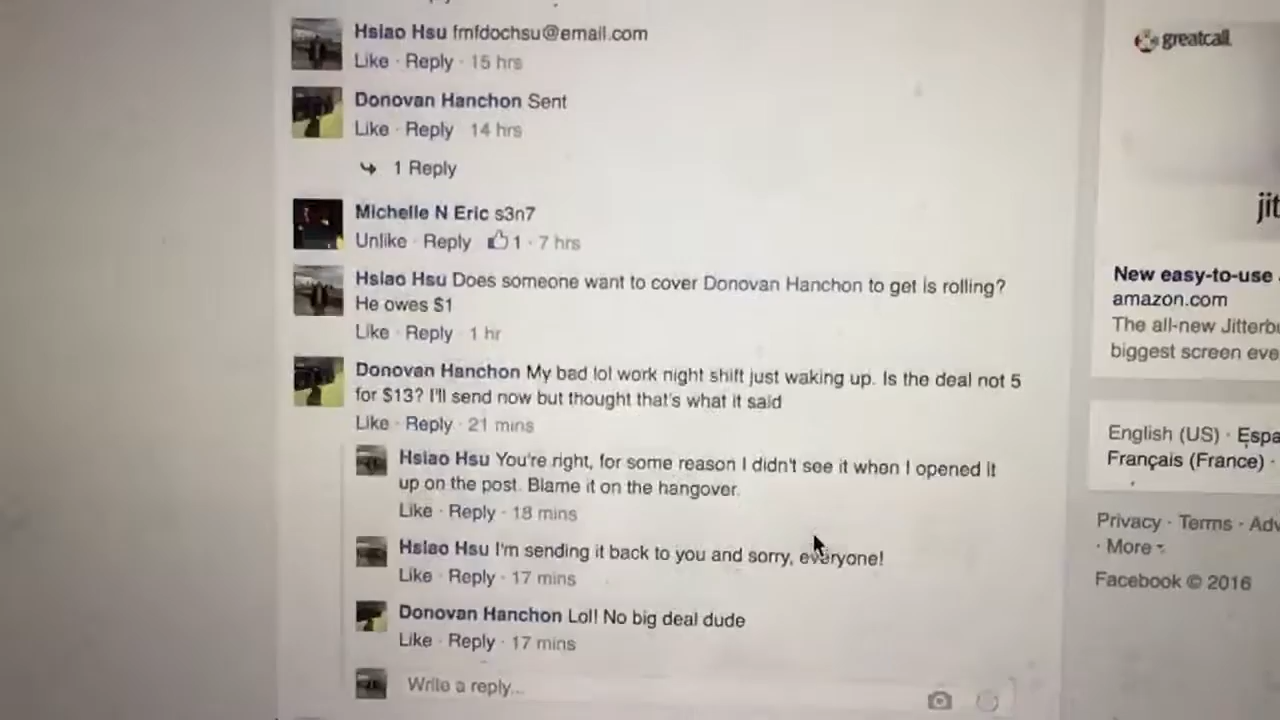 Hsiao Hsu fmfdochsu@email.com
Like · Reply · 15 hrs
Donovan Hanchon Sent
Like · Reply 14 hrs
1 Reply
Michelle N Eric s3n7
Unlike · Reply 1 · 7 hrs
Hsiao Hsu Does someone want to cover Donovan Hanchon to get is rolling?
He owes $1
Like · Reply · 1 hr
Donovan Hanchon My bad lol work night shift just waking up. Is the deal not 5
for $13? I'll send now but thought that's what it said
Like · Reply · 21 mins
Hsiao Hsu You're right, for some reason I didn't see it when I opened it
up on the post. Blame it on the hangover.
Like · Reply · 18 mins
Hsiao Hsu I'm sending it back to you and sorry, everyone!
Like · Reply · 17 mins
Donovan Hanchon Lol! No big deal dude
Like · Reply · 17 mins
Write a reply...
greatcall
jit
New easy-to-use
amazon.com
The all-new Jitterbu
biggest screen eve
English (US) · Espa
Français (France) ·
Privacy · Terms · Adv
· More
Facebook © 2016